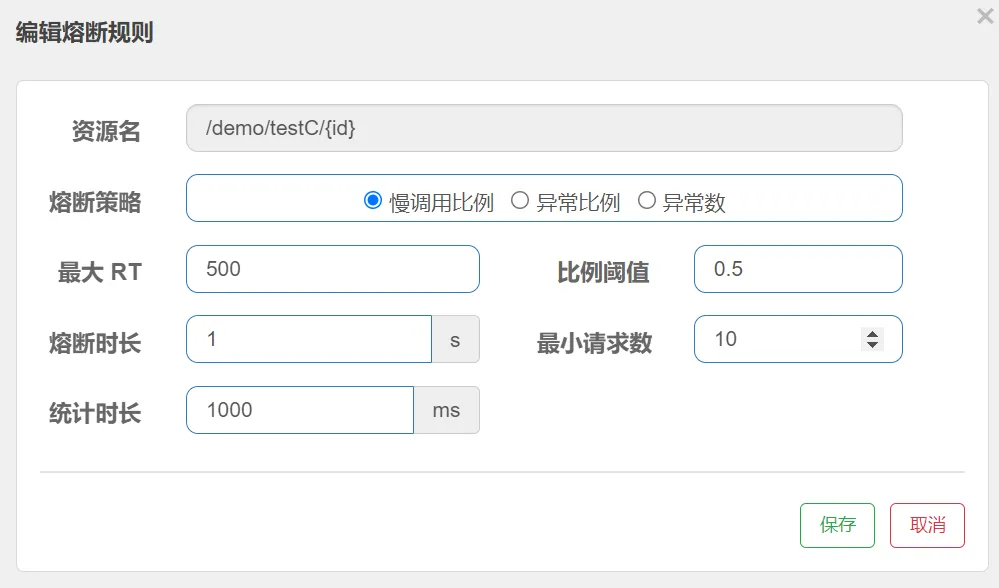 编辑熔断规则
×
资源名 /demo/testC/{id}
熔断策略 慢调用比例 异常比例 异常数
最大 RT 500 比例阈值 0.5
熔断时长 1 s 最小请求数 10
统计时长 1000 ms
保存 取消